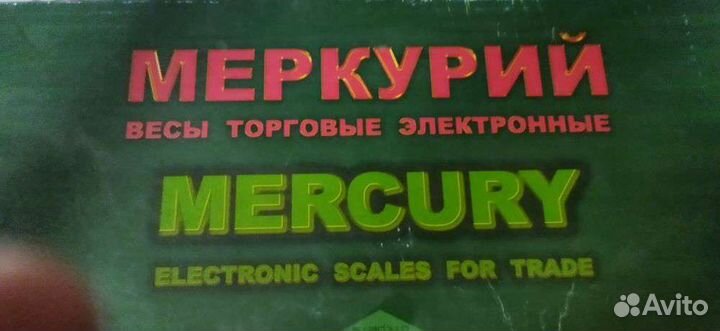 МЕРКУРИЙ
ВЕСЫ ТОРГОВЫЕ ЭЛЕКТРОННЫЕ
MERCURY
ELECTRONIC SCALES FOR TRADE
Avito